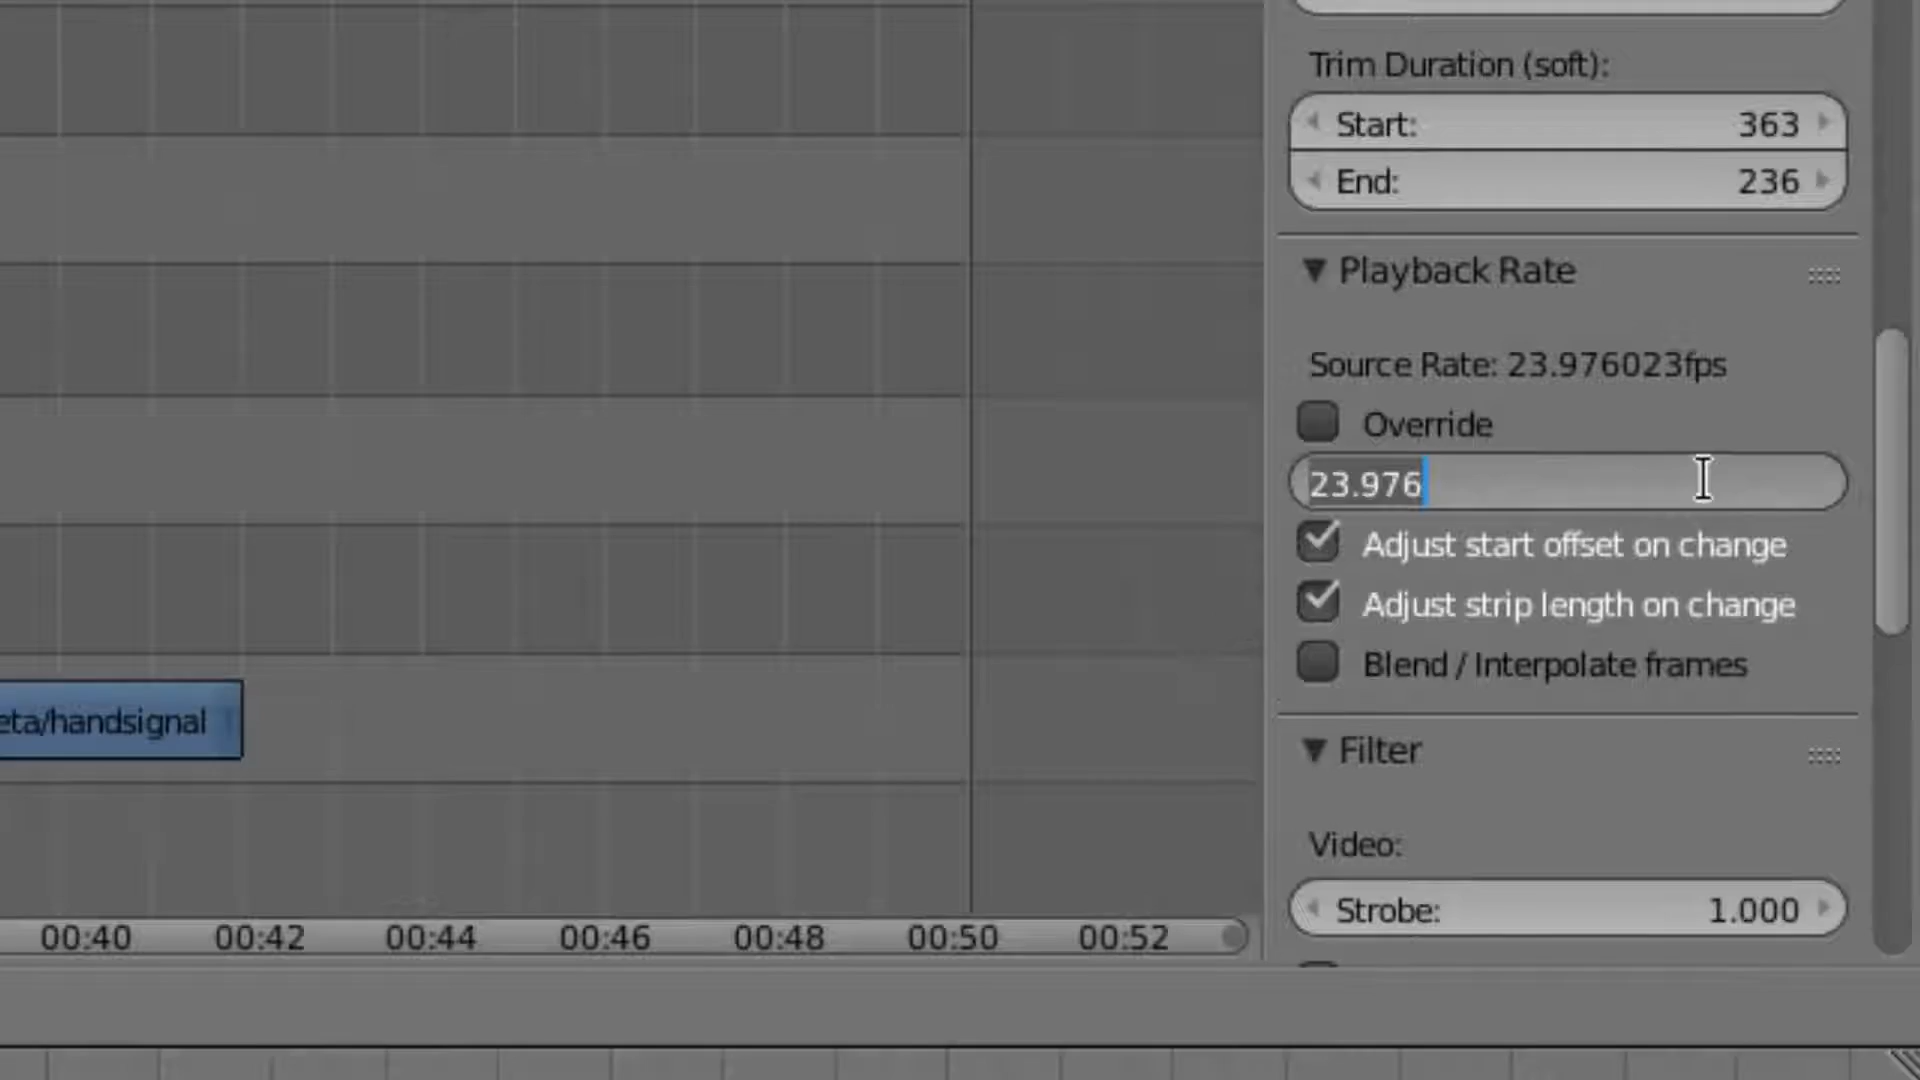 Trim Duration (soft):
Start: 363
End: 236
Playback Rate
Source Rate: 23.976023fps
Override
23.976
Adjust start offset on change
Adjust strip length on change
Blend / Interpolate frames
eta/handsignal
Filter
Video:
Strobe: 1.000
00:40 00:42 00:44 00:46 00:48 00:50 00:52